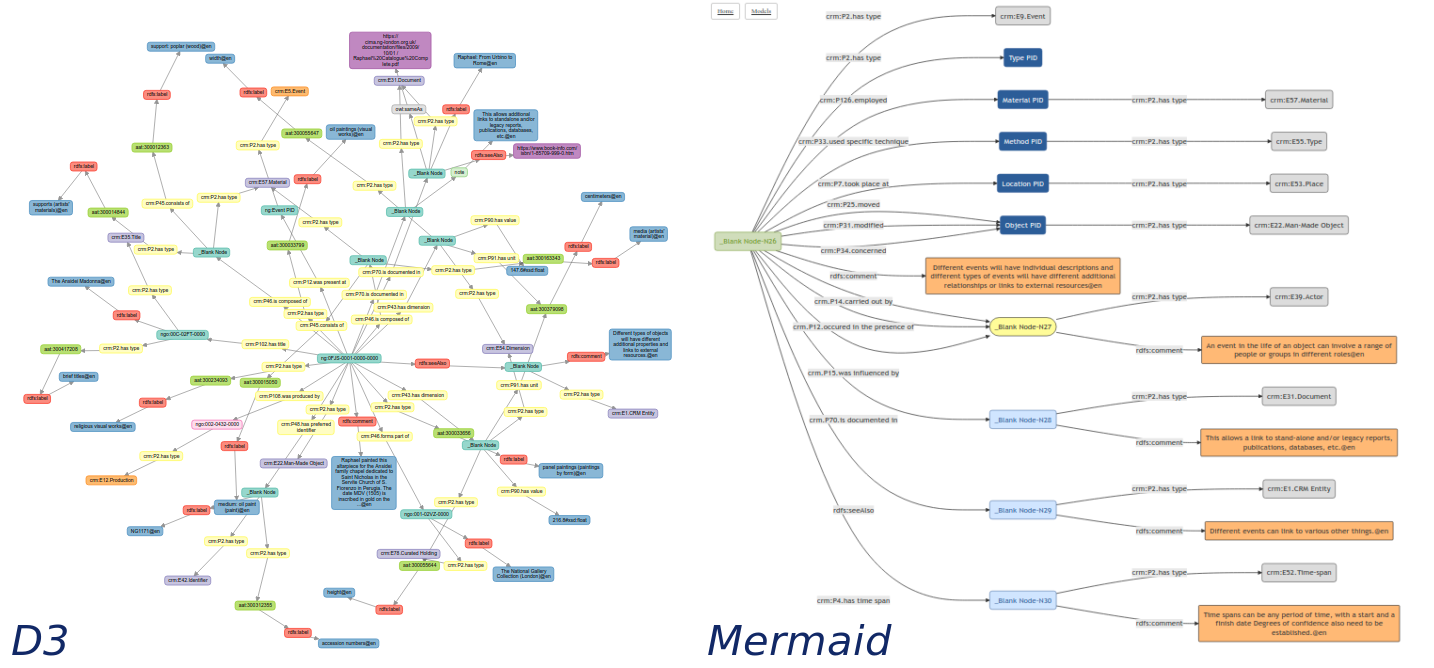 https://
cima.ng-london.org.uk/
documentation/files/2009/
10/01/
Raphael%20Catalogue%20Comp
lete.pdf
support: poplar (wood)@en
width@en
Raphael: From Urbino to
Rome@en
crm:E31.Document
rdfs:label
rdfs:label
crm:E5.Event
owl:sameAs
rdfs:label
This allows additional
links to standalone and/or
legacy reports,
publications, databases,
etc.@en
crm:P2.has type
oil paintings (visual
works)@en
aat:300055647
aat:300012363
crm:P2.has type
crm:P2.has type
rdfs:seeAlso
https://www.book-info.com/
isbn/1-85709-999-0.htm
rdfs:label
_Blank Node
note
crm:E57.Material
rdfs:label
crm:P2.has type
crm:P2.has type
crm:P45.consists of
supports (artists'
materials)@en
aat:300014844
ng:Event PID
_Blank Node
crm:P2.has type
crm:P90.has value
centimeters@en
crm:E35.Title
crm:P2.has type
_Blank Node
aat:300033799
_Blank Node
media (artists'
material)@en
rdfs:label
_Blank Node
crm:P91.has unit
aat:300163343
rdfs:label
crm:P70.is documented in
crm:P2.has type
147.6#xsd:float
The Ansidei Madonna@en
crm:P12.was present at
crm:P2.has type
crm:P70.is documented in
crm:P2.has type
crm:P46.is composed of
crm:P43.has dimension
aat:300379098
rdfs:label
crm:P2.has type
crm:P46.is composed of
crm:P45.consists of
ngo:00C-02FT-0000
Different types of objects
will have different
additional properties and
links to external
resources.@en
aat:300417208
crm:P2.has type
crm:P102.has title
crm:E54.Dimension
ng:0FJS-0001-0000-0000
rdfs:seeAlso
rdfs:comment
crm:P2.has type
_Blank Node
brief titles@en
aat:300234093
aat:300015050
crm:P91.has unit
rdfs:label
rdfs:label
crm:P108.was produced by
crm:P43.has dimension
crm:P2.has type
crm:P2.has type
crm:P2.has type
crm:P2.has type
crm:E1.CRM Entity
religious visual works@en
ngo:002-0432-0000
crm:P48.has preferred
identifier
rdfs:comment
aat:300033656
crm:P46.forms part of
rdfs:label
_Blank Node
crm:P2.has type
crm:E22.Man-Made Object
Raphael painted this
altarpiece for the Ansidei
family chapel dedicated to
Saint Nicholas in the
Servite Church of S.
Fiorenzo in Perugia. The
date MDV (1505) is
inscribed in gold on the
...@en
rdfs:label
panel paintings (paintings
by form)@en
crm:E12.Production
_Blank Node
crm:P90.has value
rdfs:label
medium: oil paint
(paint)@en
crm:P2.has type
ngo:001-02VZ-0000
216.8#xsd:float
NG1171@en
crm:P2.has type
rdfs:label
crm:P2.has type
crm:E78.Curated Holding
aat:300055644
crm:P2.has type
The National Gallery
Collection (London)@en
crm:E42.Identifier
height@en
aat:300312355
rdfs:label
rdfs:label
accession numbers@en
D3
Home
Models
crm:P2.has type
crm:E9.Event
crm:P2.has type
Type PID
crm:P126.employed
Material PID
crm:P2.has type
crm:E57.Material
crm:P33.used specific technique
Method PID
crm:P2.has type
crm:E55.Type
crm:P7.took place at
Location PID
crm:P2.has type
crm:E53.Place
crm:P25.moved
crm:P31.modified
Object PID
crm:P2.has type
crm:E22.Man-Made Object
_Blank Node-N26
crm:P34.concerned
rdfs:comment
Different events will have individual descriptions and
different types of events will have different additional
relationships or links to external resources@en
crm:P14.carried out by
crm:P2.has type
crm:E39.Actor
crm:P12.occured in the presence of
_Blank Node-N27
rdfs:comment
An event in the life of an object can involve a range of
people or groups in different roles@en
crm:P15.was influenced by
crm:P2.has type
crm:E31.Document
crm:P70.is documented in
_Blank Node-N28
rdfs:comment
This allows a link to stand-alone and/or legacy reports,
publications, databases, etc.@en
crm:P2.has type
crm:E1.CRM Entity
rdfs:seeAlso
_Blank Node-N29
rdfs:comment
Different events can link to various other things.@en
crm:P2.has type
crm:E52.Time-span
crm:P4.has time span
_Blank Node-N30
rdfs:comment
Time spans can be any period of time, with a start and a
finish date Degrees of confidence also need to be
established.@en
Mermaid